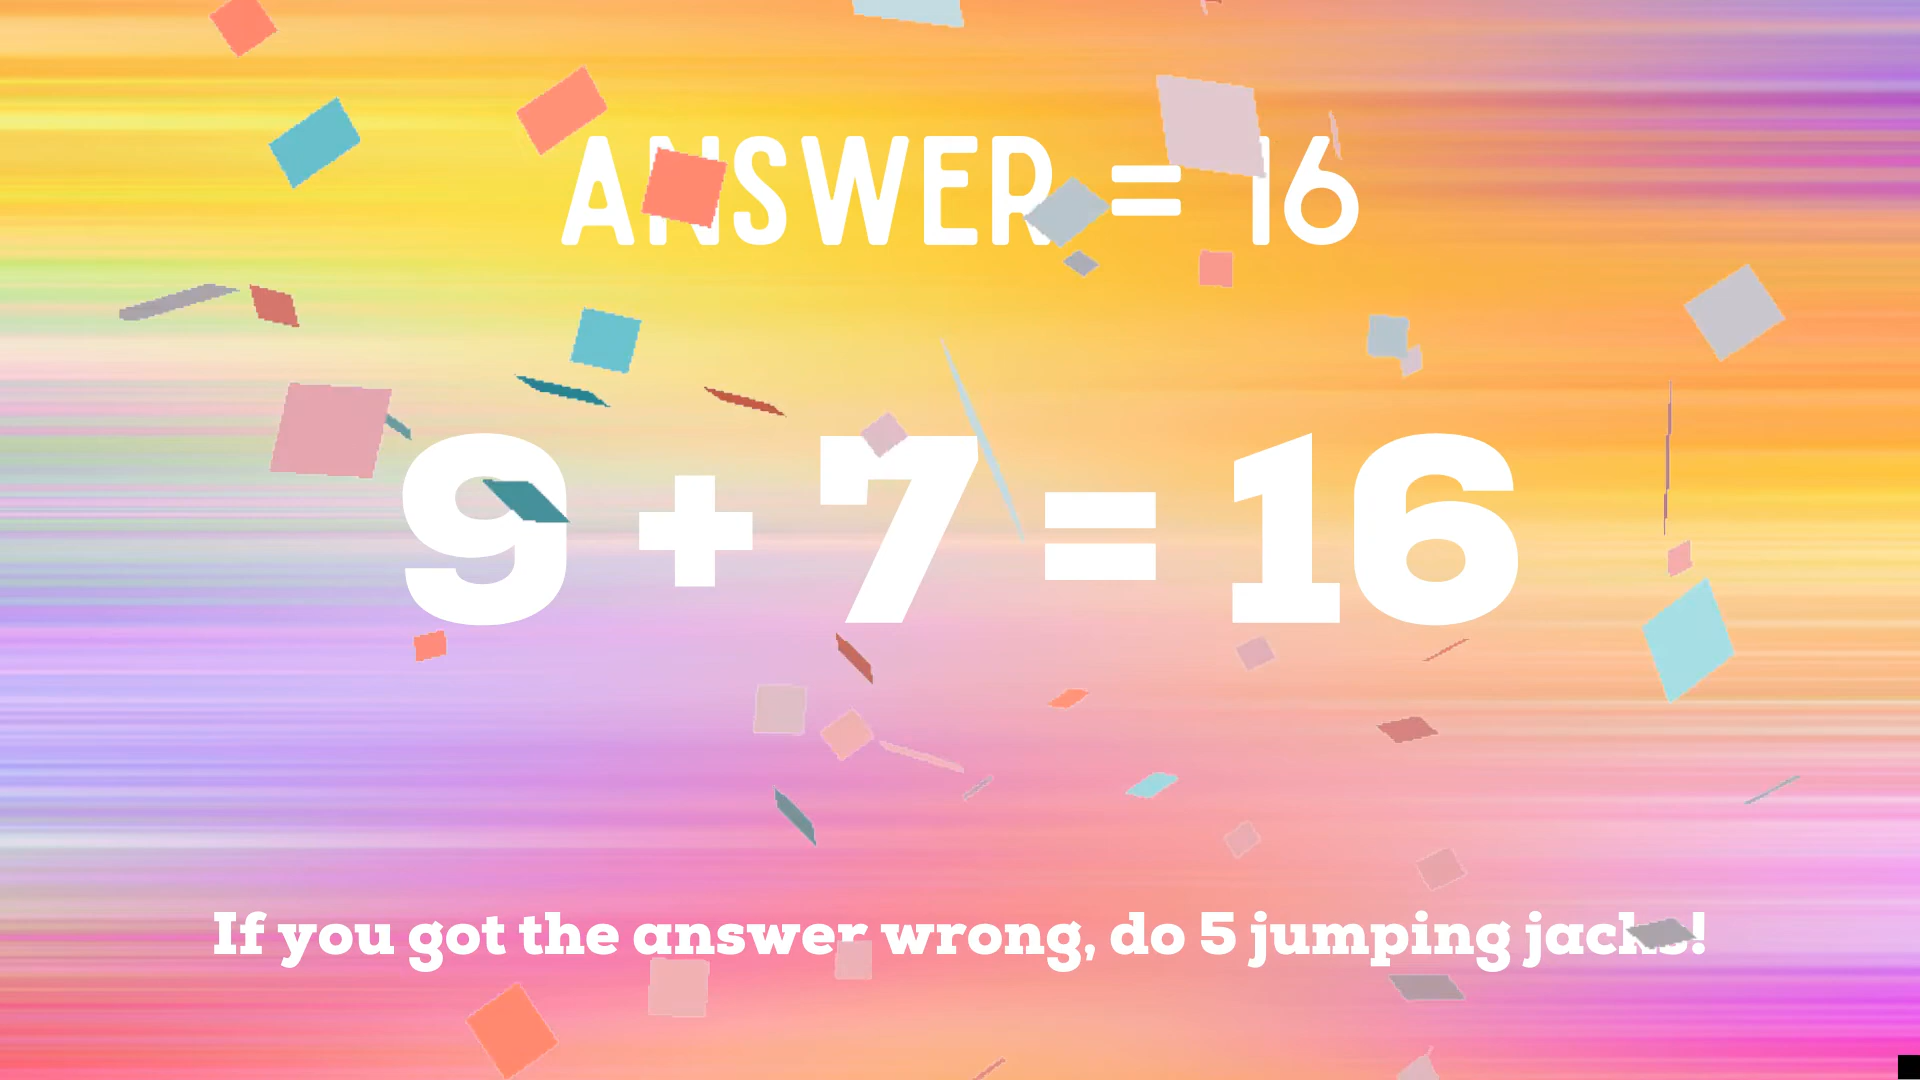 ANSWER = 16
9 + 7 = 16
If you got the answer wrong, do 5 jumping jacks!